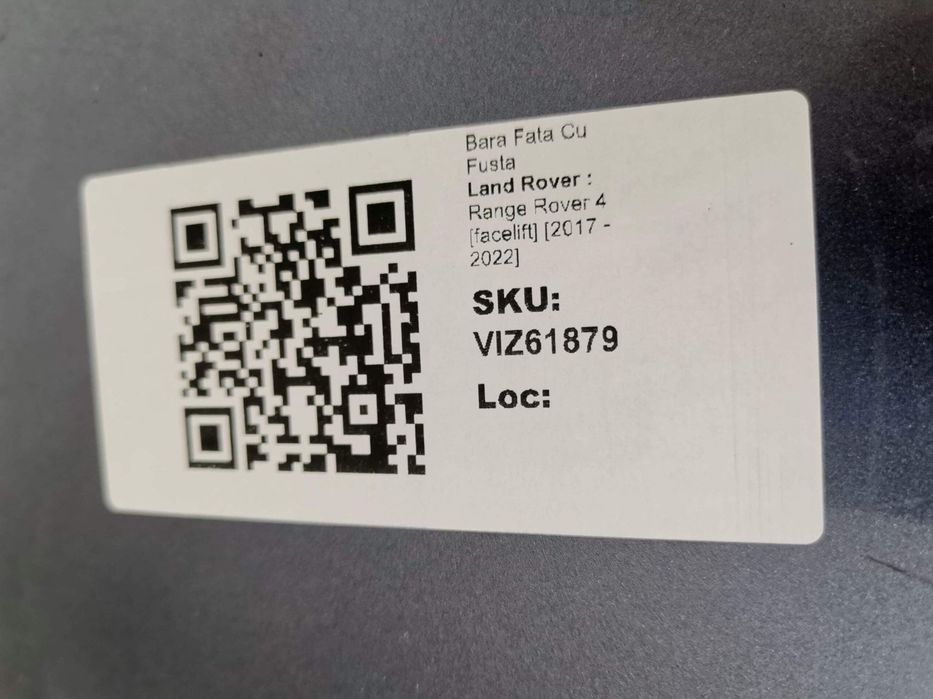 Bara Fata Cu
Fusta
Land Rover :
Range Rover 4
[facelift] [2017 -
2022]
SKU:
VIZ61879
Loc: